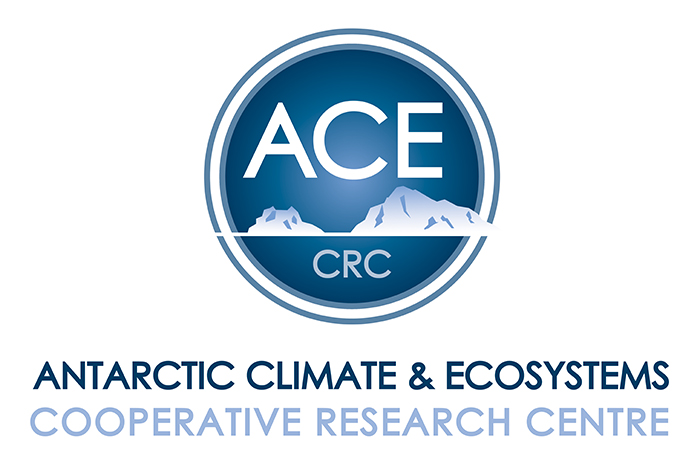 ACE
CRC
ANTARCTIC CLIMATE & ECOSYSTEMS
COOPERATIVE RESEARCH CENTRE